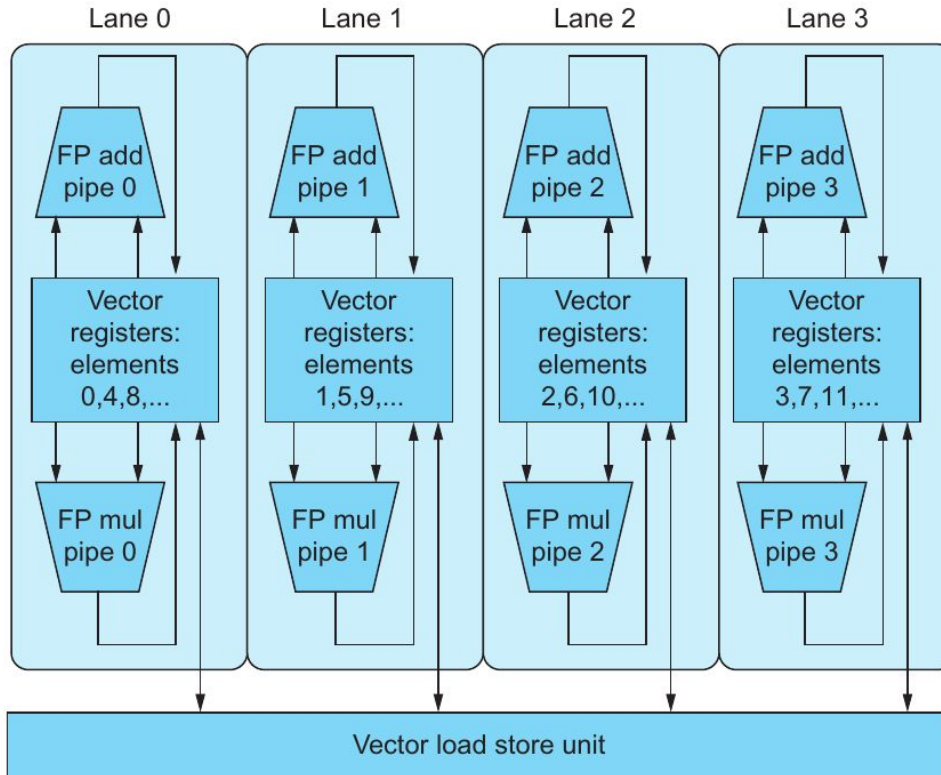 Lane 0
Lane 1
Lane 2
Lane 3
FP add
pipe 0
FP add
pipe 1
FP add
pipe 2
FP add
pipe 3
Vector
registers:
elements
0,4,8,...
Vector
registers:
elements
1,5,9,...
Vector
registers:
elements
2,6,10,...
Vector
registers:
elements
3,7,11,...
FP mul
pipe 0
FP mul
pipe 1
FP mul
pipe 2
FP mul
pipe 3
Vector load store unit